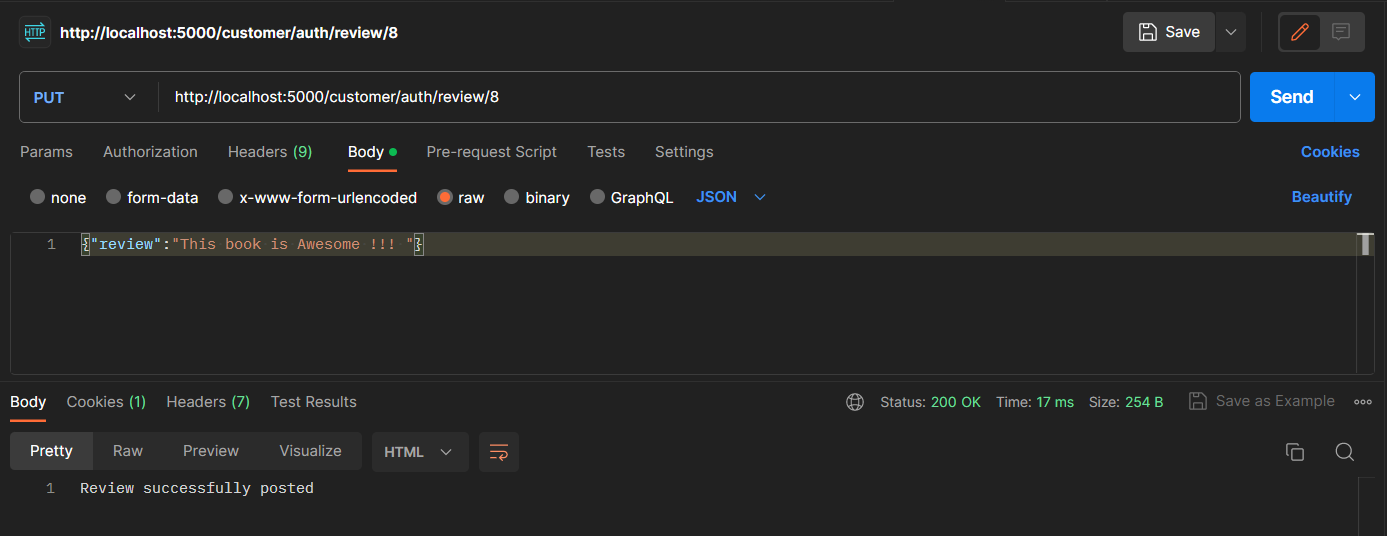 HTTP http://localhost:5000/customer/auth/review/8 Save
PUT http://localhost:5000/customer/auth/review/8 Send
Params Authorization Headers (9) Body Pre-request Script Tests Settings Cookies
none form-data x-www-form-urlencoded raw binary GraphQL JSON Beautify
1 {"review":"This book is Awesome !!! "}
Body Cookies (1) Headers (7) Test Results Status: 200 OK Time: 17 ms Size: 254 B Save as Example
Pretty Raw Preview Visualize HTML
1 Review successfully posted